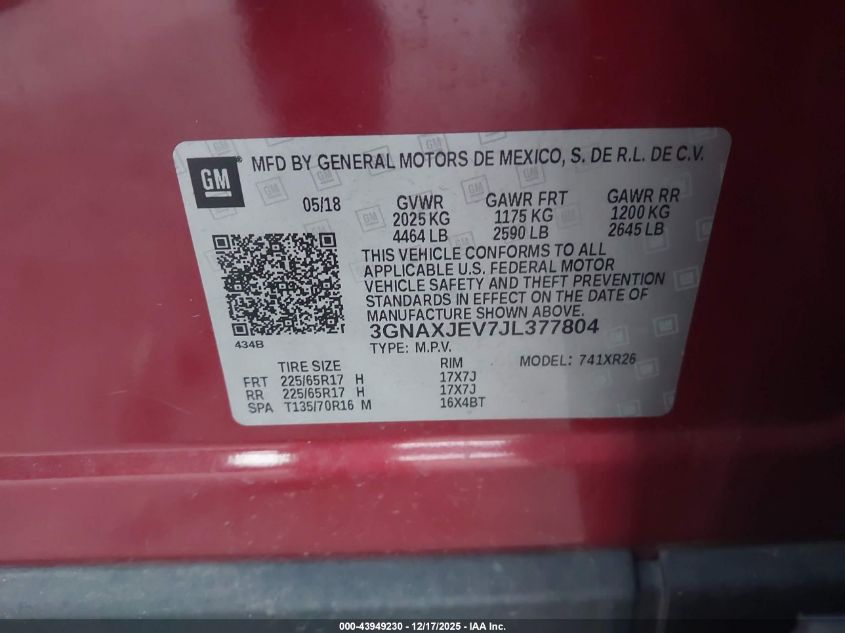 GM
MFD BY GENERAL MOTORS DE MEXICO, S. DE R.L. DE C.V.
05/18 GVWR GAWR FRT GAWR RR
2025 KG 1175 KG 1200 KG
4464 LB 2590 LB 2645 LB
THIS VEHICLE CONFORMS TO ALL
APPLICABLE U.S. FEDERAL MOTOR
VEHICLE SAFETY AND THEFT PREVENTION
STANDARDS IN EFFECT ON THE DATE OF
MANUFACTURE SHOWN ABOVE.
434B
3GNAXJEV7JL377804
TYPE: M.P.V.
TIRE SIZE RIM MODEL: 741XR26
FRT 225/65R17 H 17X7J
RR 225/65R17 H 17X7J
SPA T135/70R16 M 16X4BT
000-43949230 - 12/17/2025 - IAA Inc.